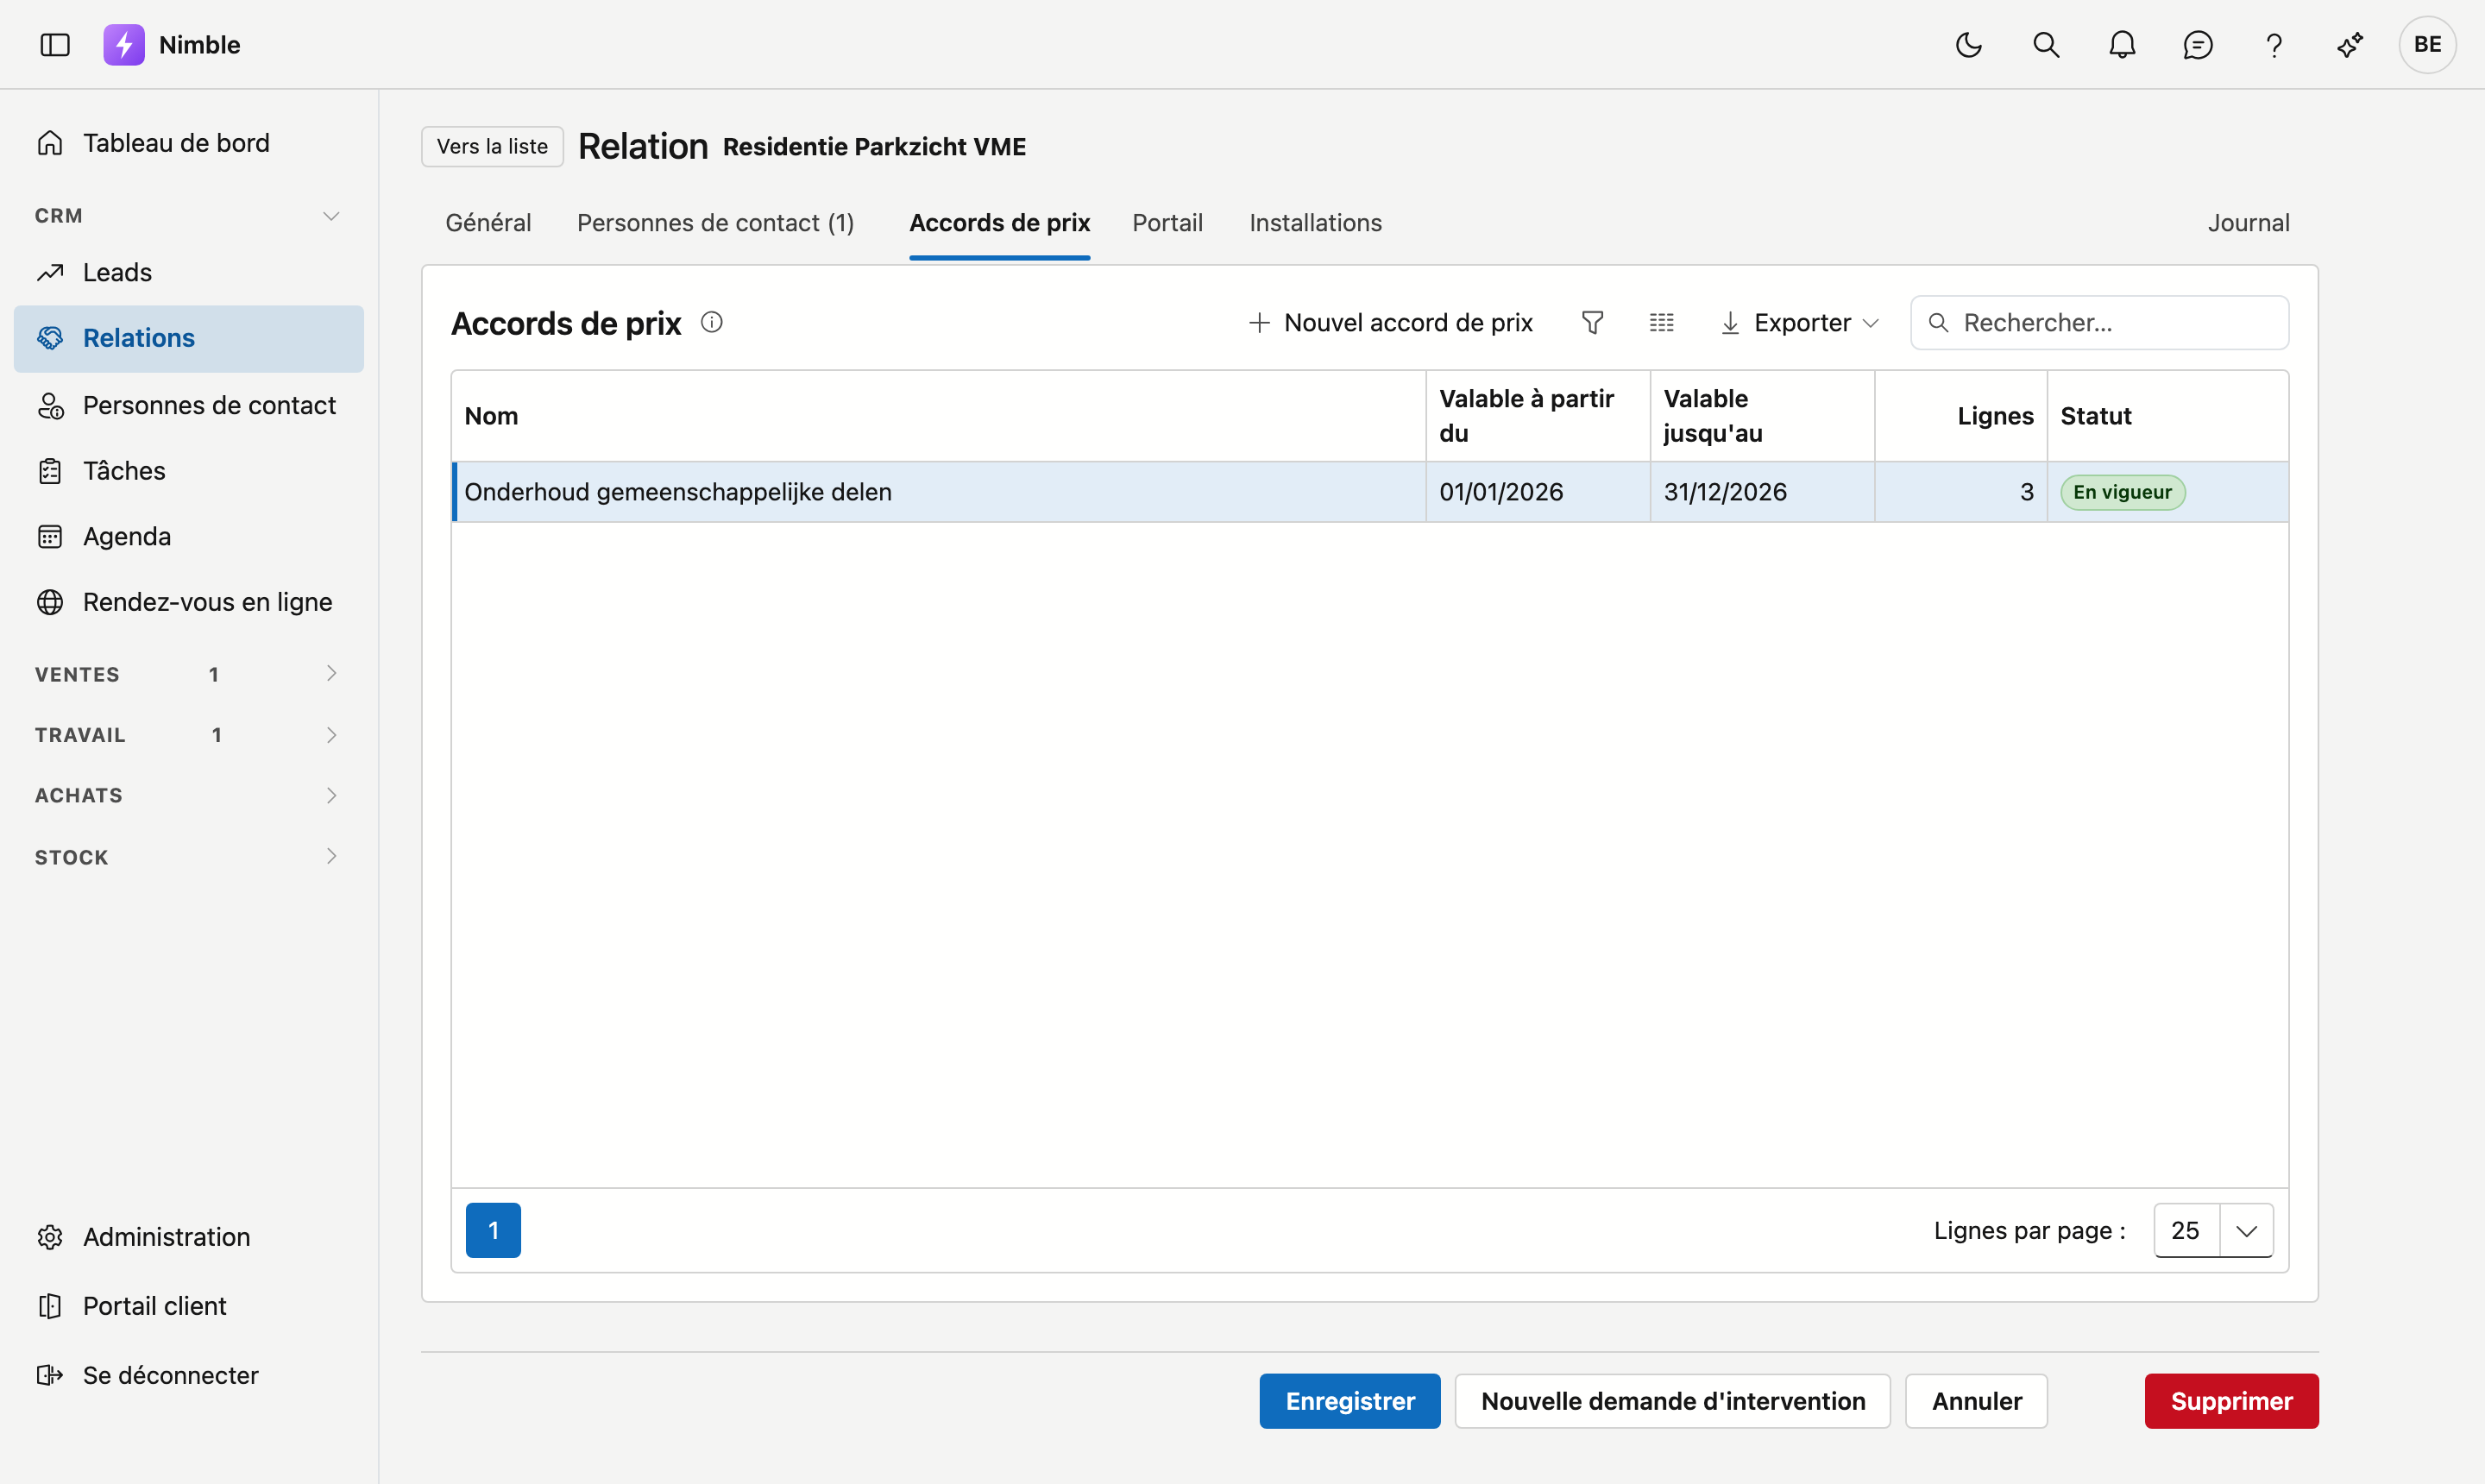 Nimble
BE
Tableau de bord
CRM
Leads
Relations
Personnes de contact
Tâches
Agenda
Rendez-vous en ligne
VENTES 1
TRAVAIL 1
ACHATS
STOCK
Administration
Portail client
Se déconnecter
Vers la liste Relation Residentie Parkzicht VME
Général Personnes de contact (1) Accords de prix Portail Installations Journal
Accords de prix Nouvel accord de prix Exporter Rechercher...
Nom Valable à partir du Valable jusqu'au Lignes Statut
Onderhoud gemeenschappelijke delen 01/01/2026 31/12/2026 3 En vigueur
1 Lignes par page : 25
Enregistrer Nouvelle demande d'intervention Annuler Supprimer